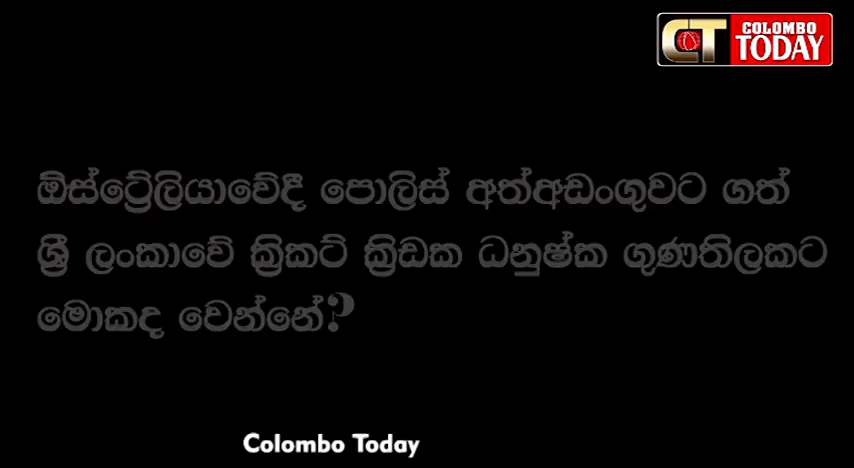 CT COLOMBO TODAY
ඕස්ට්‍රේලියාවේදී පොලිස් අත්අඩංගුවට ගත්
ශ්‍රී ලංකාවේ ක්‍රිකට් ක්‍රිඩක ධනුෂ්ක ගුණතිලකට
මොකද වෙන්නේ?
Colombo Today